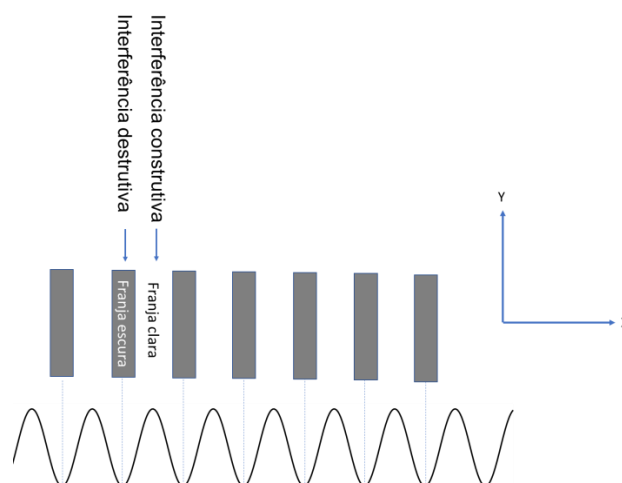 Interferência destrutiva
Interferência construtiva
Franja escura
Franja clara
Y